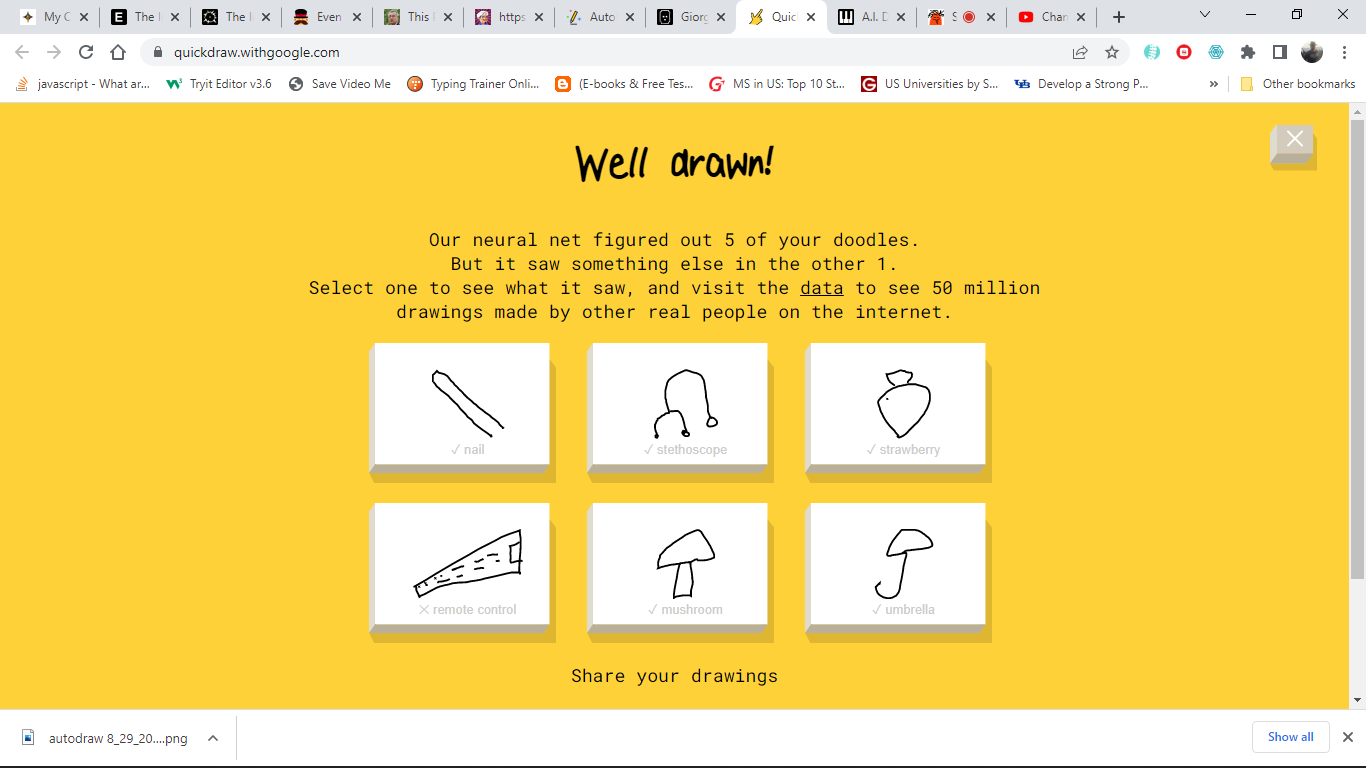 My C
The I
The I
Even
This I
https
Auto
Giorg
Quic
A.I. D
S
Chan
quickdraw.withgoogle.com
javascript - What ar...
Tryit Editor v3.6
Save Video Me
Typing Trainer Onli...
(E-books & Free Tes...
MS in US: Top 10 St...
US Universities by S...
Develop a Strong P...
»
Other bookmarks
Well drawn!
Our neural net figured out 5 of your doodles.
But it saw something else in the other 1.
Select one to see what it saw, and visit the data to see 50 million
drawings made by other real people on the internet.
✓ nail
✓ stethoscope
✓ strawberry
✕ remote control
✓ mushroom
✓ umbrella
Share your drawings
autodraw 8_29_20....png
Show all